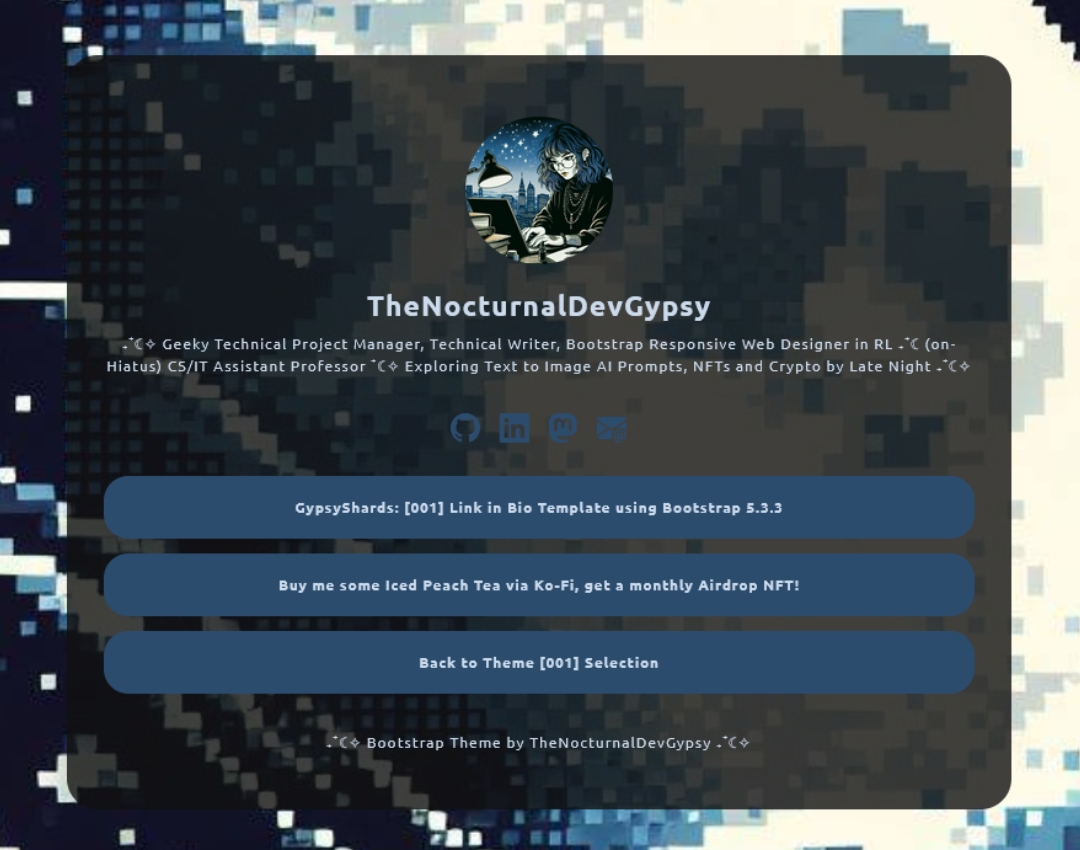 TheNocturnalDevGypsy
₊˚☾✧ Geeky Technical Project Manager, Technical Writer, Bootstrap Responsive Web Designer in RL ₊˚☾ (on-
Hiatus) CS/IT Assistant Professor ˚☾✧ Exploring Text to Image AI Prompts, NFTs and Crypto by Late Night ₊˚☾✧
GypsyShards: [001] Link in Bio Template using Bootstrap 5.3.3
Buy me some Iced Peach Tea via Ko-Fi, get a monthly Airdrop NFT!
Back to Theme [001] Selection
₊˚☾✧ Bootstrap Theme by TheNocturnalDevGypsy ₊˚☾✧